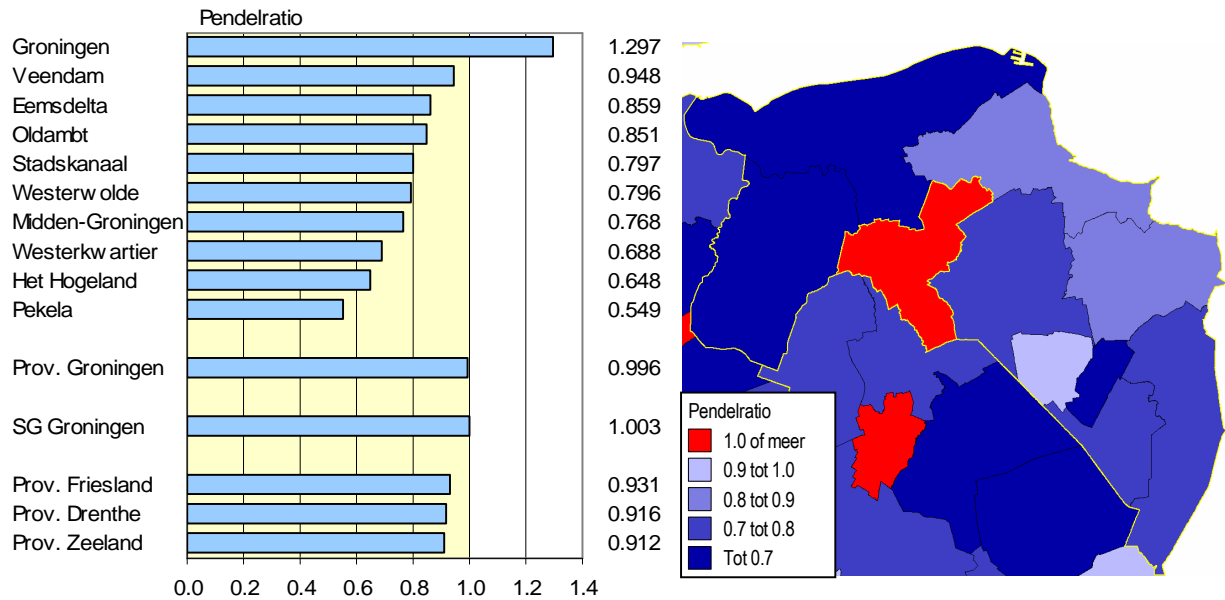 Pendelratio
Groningen 1.297
Veendam 0.948
Eemsdelta 0.859
Oldambt 0.851
Stadskanaal 0.797
Westerwolde 0.796
Midden-Groningen 0.768
Westerkwartier 0.688
Het Hogeland 0.648
Pekela 0.549
Prov. Groningen 0.996
SG Groningen 1.003
Prov. Friesland 0.931
Prov. Drenthe 0.916
Prov. Zeeland 0.912
0.0 0.2 0.4 0.6 0.8 1.0 1.2 1.4
Pendelratio
1.0 of meer
0.9 tot 1.0
0.8 tot 0.9
0.7 tot 0.8
Tot 0.7